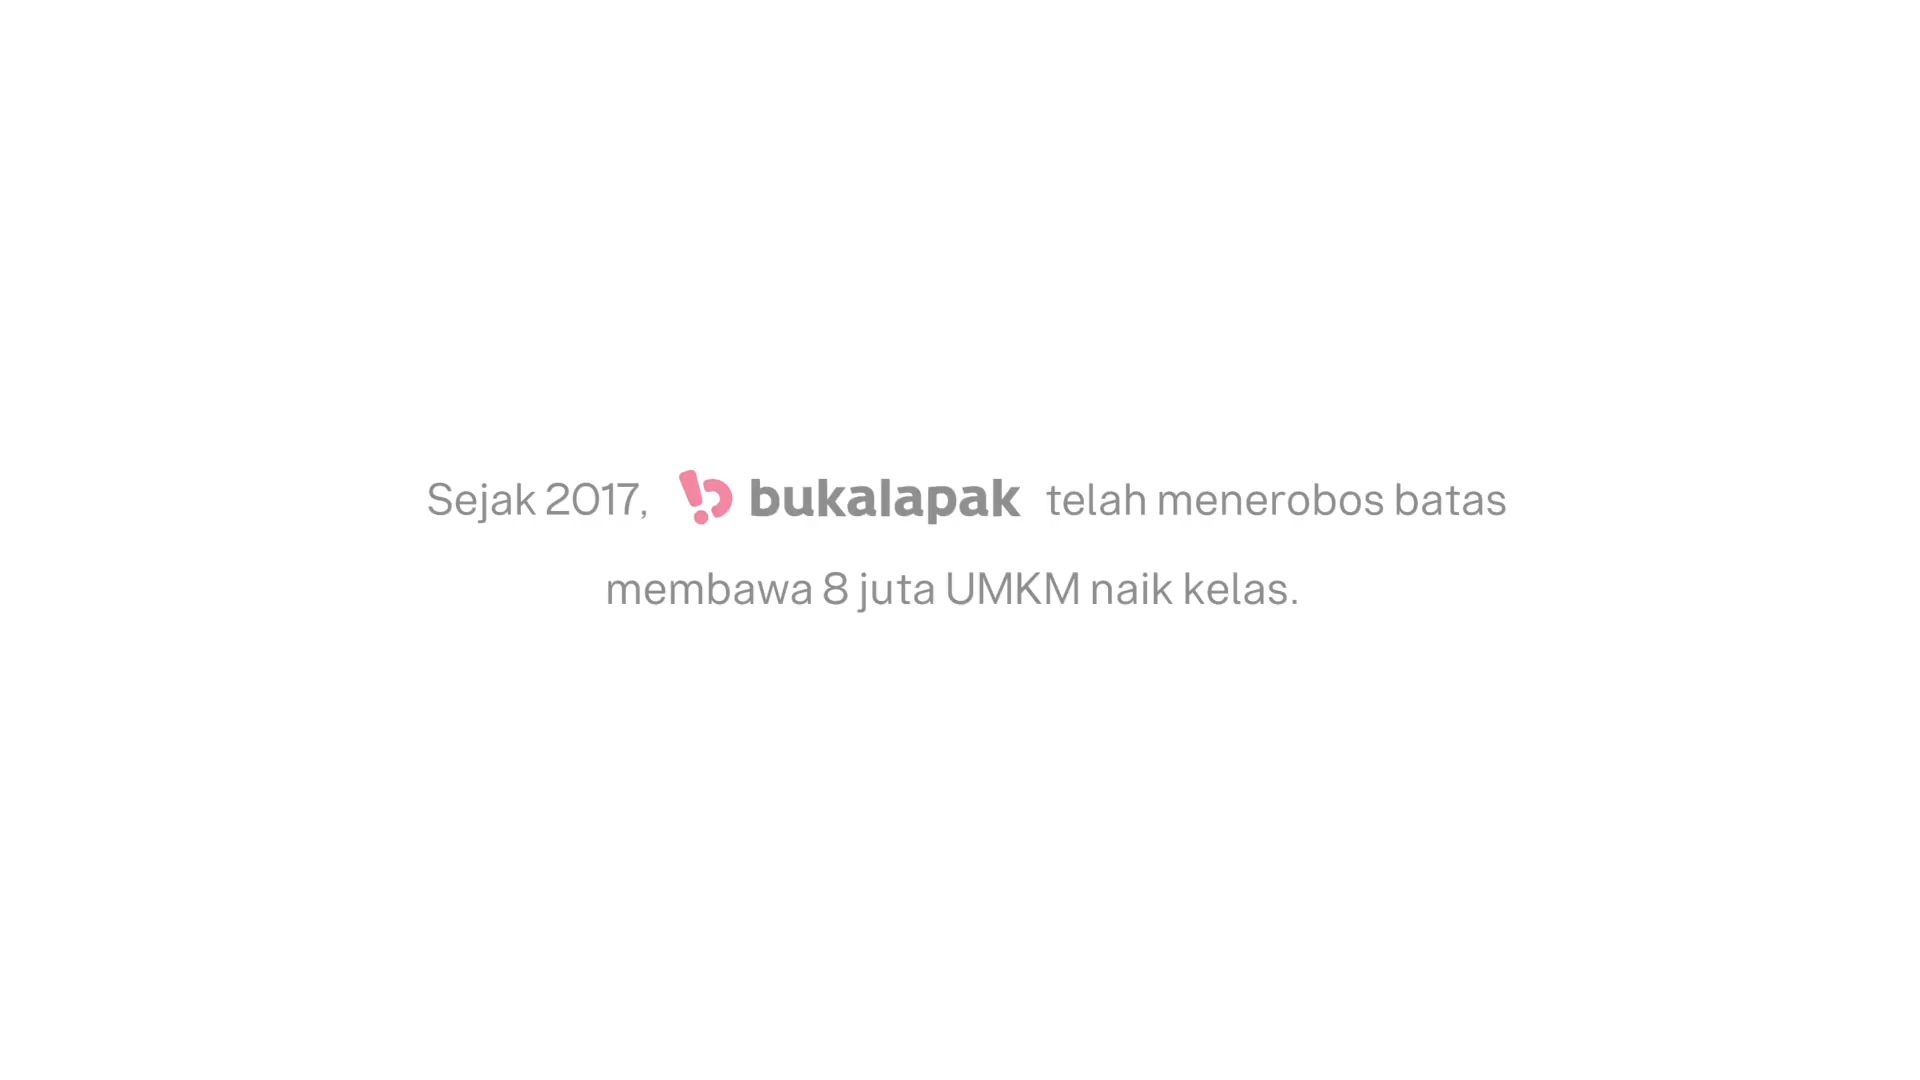 Sejak 2017, bukalapak telah menerobos batas
membawa 8 juta UMKM naik kelas.